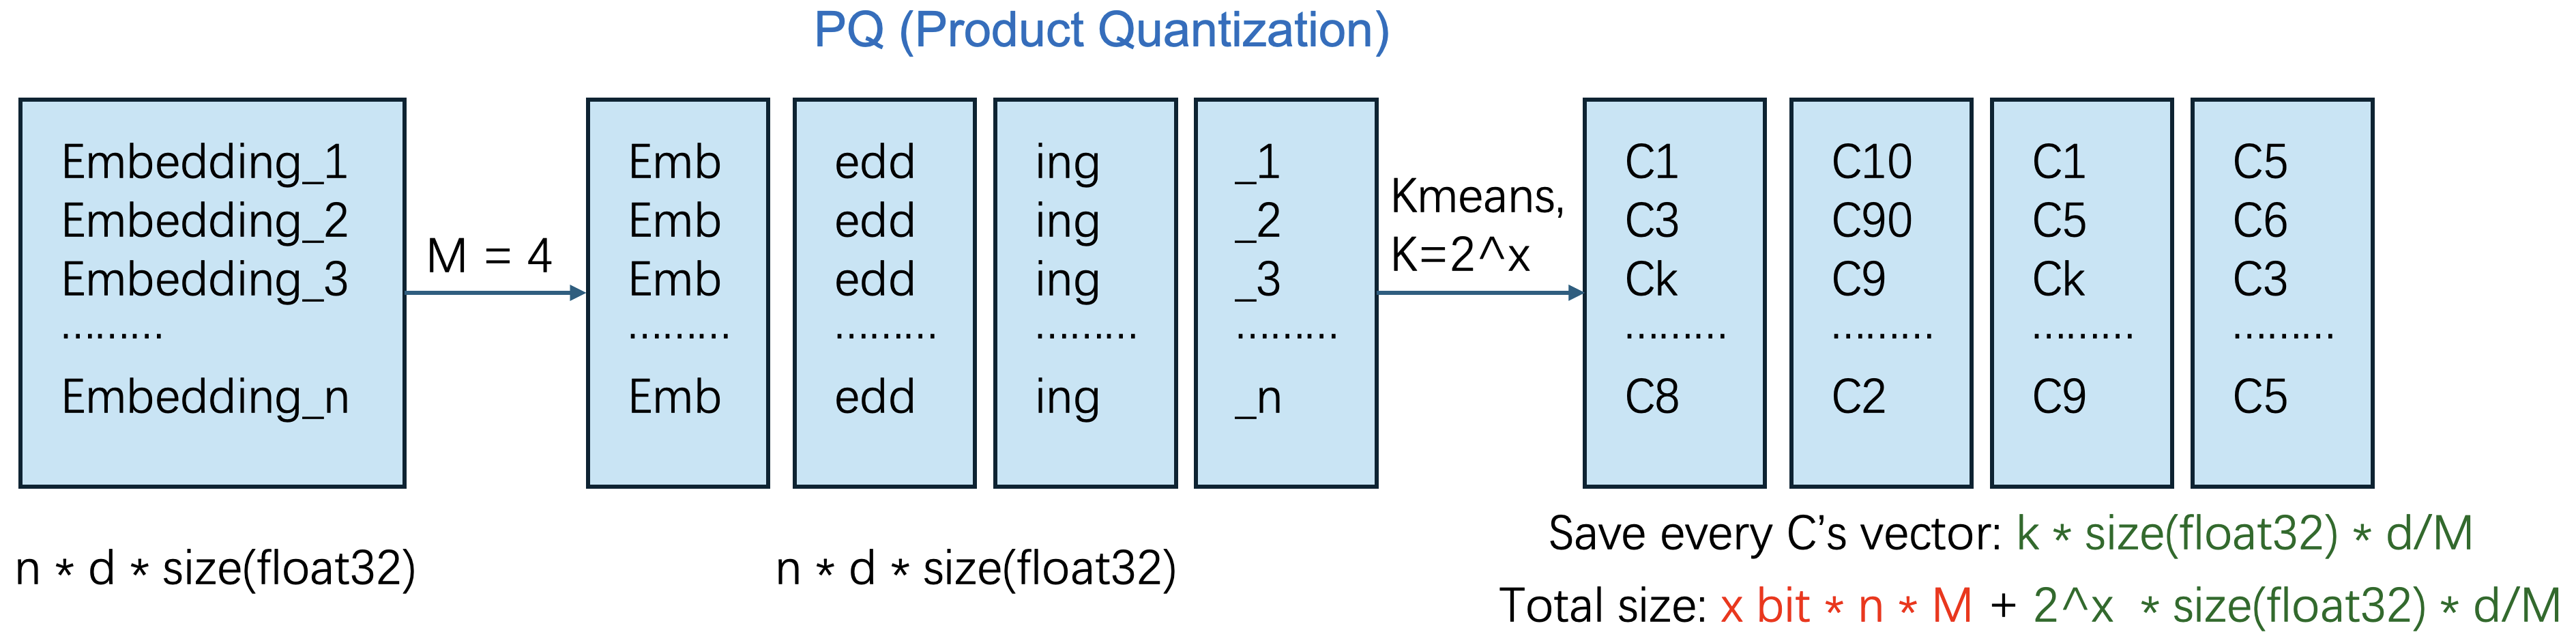 PQ (Product Quantization)
Embedding_1
Embedding_2
Embedding_3
.........
Embedding_n
n * d * size(float32)
M = 4
Emb
Emb
Emb
.........
Emb
edd
edd
edd
.........
edd
ing
ing
ing
.........
ing
_1
_2
_3
.........
_n
n * d * size(float32)
Kmeans,
K=2^x
C1
C3
Ck
.........
C8
C10
C90
C9
.........
C2
C1
C5
Ck
.........
C9
C5
C6
C3
.........
C5
Save every C’s vector: k * size(float32) * d/M
Total size: x bit * n * M + 2^x * size(float32) * d/M